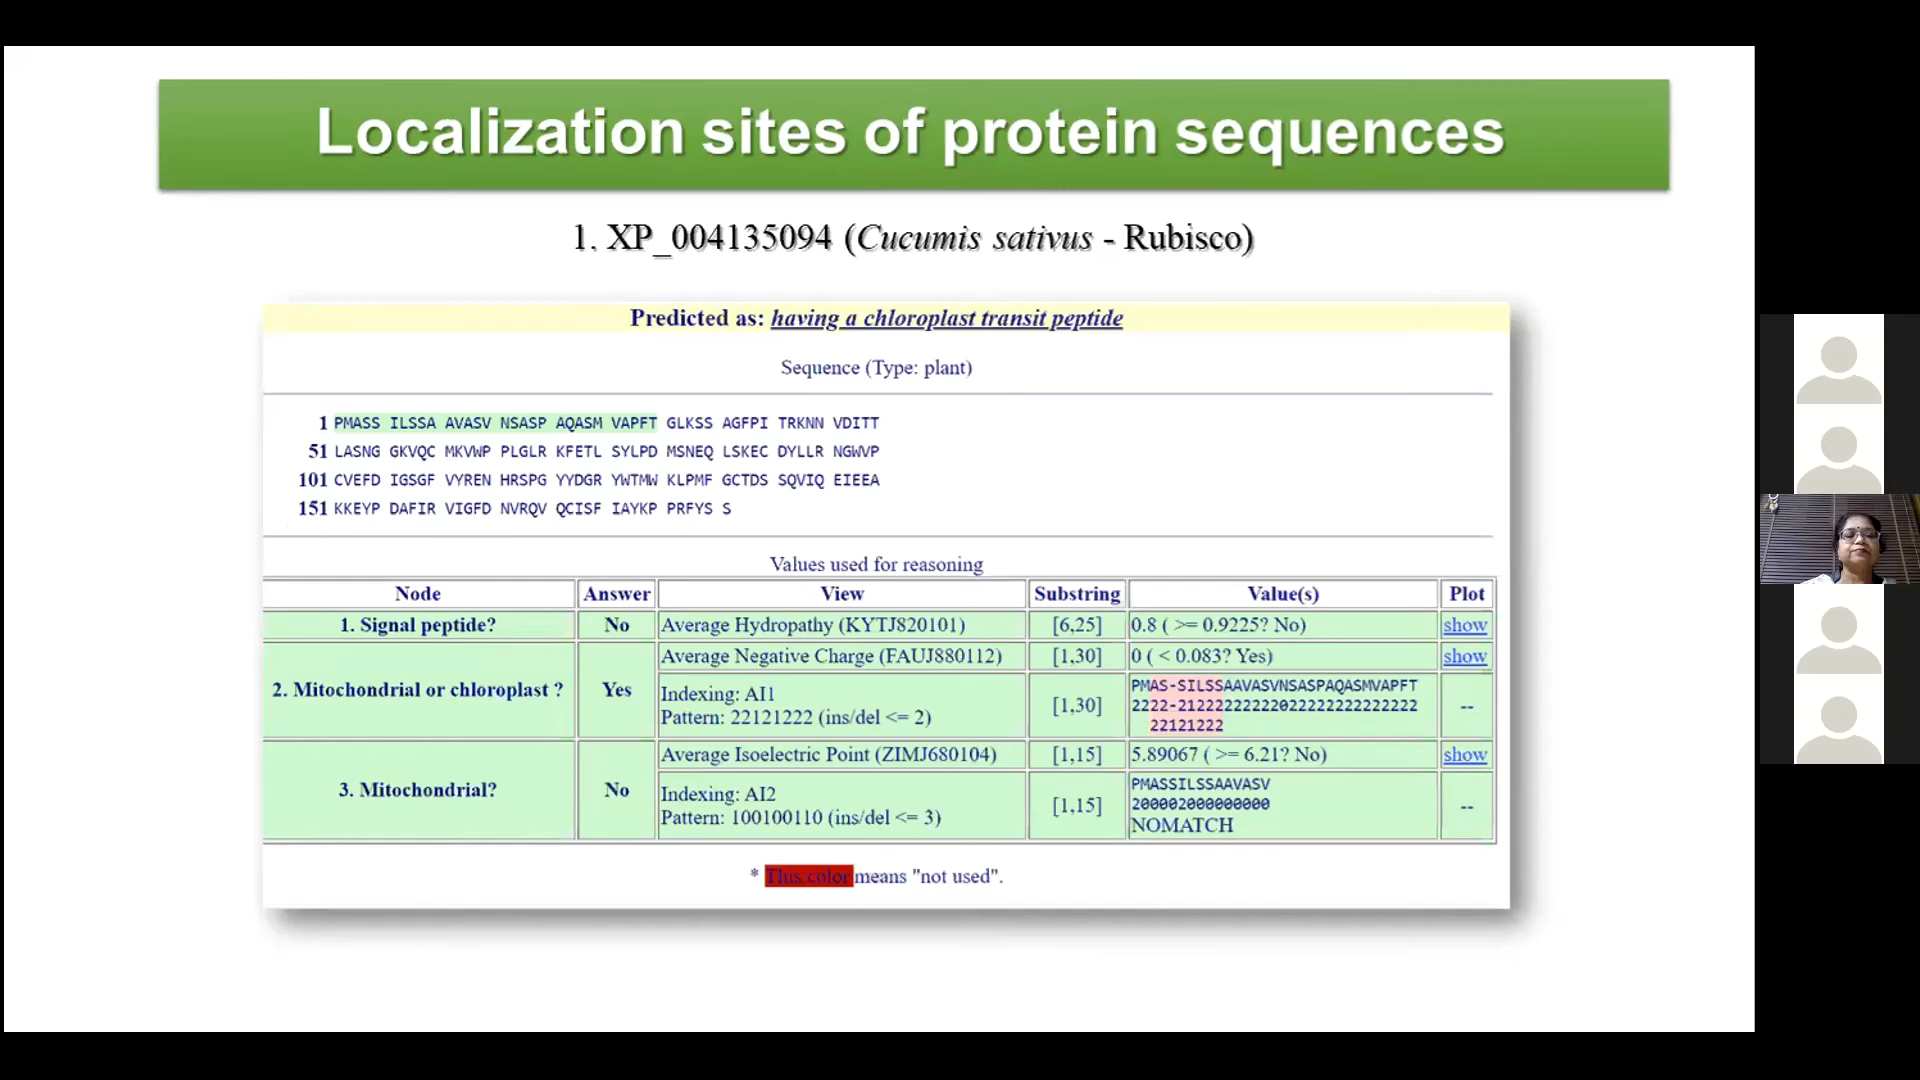 Localization sites of protein sequences
1. XP_004135094 (Cucumis sativus - Rubisco)
Predicted as: having a chloroplast transit peptide
Sequence (Type: plant)
1 PMASS ILSSA AVASV NSASP AQASM VAPFT GLKSS AGFPI TRKNN VDITT
51 LASNG GKVQC MKVWP PLGLR KFETL SYLPD MSNEQ LSKEC DYLLR NGWVP
101 CVEFD IGSGF VYREN HRSPG YYDGR YWTMW KLPMF GCTDS SQVIQ EIEEA
151 KKEYP DAFIR VIGFD NVRQV QCISF IAYKP PRFYS S
Values used for reasoning
Node Answer View Substring Value(s) Plot
1. Signal peptide? No Average Hydropathy (KYTJ820101) [6,25] 0.8 ( >= 0.9225? No) show
2. Mitochondrial or chloroplast ? Yes Average Negative Charge (FAUJ880112) [1,30] 0 ( < 0.083? Yes) show
Indexing: AI1
Pattern: 22121222 (ins/del <= 2)
[1,30]
PMAS-SILSSAAVASVNSASPAQASMVAPFT
2222-21222222222022222222222222
22121222
--
3. Mitochondrial? No Average Isoelectric Point (ZIMJ680104) [1,15] 5.89067 ( >= 6.21? No) show
Indexing: AI2
Pattern: 100100110 (ins/del <= 3)
[1,15]
PMASSILSSAAVASV
200002000000000
NOMATCH
--
* This color means "not used".